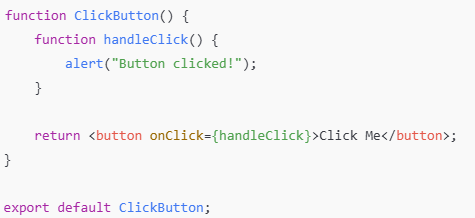 function ClickButton() {
    function handleClick() {
        alert("Button clicked!");
    }

    return <button onClick={handleClick}>Click Me</button>;
}

export default ClickButton;